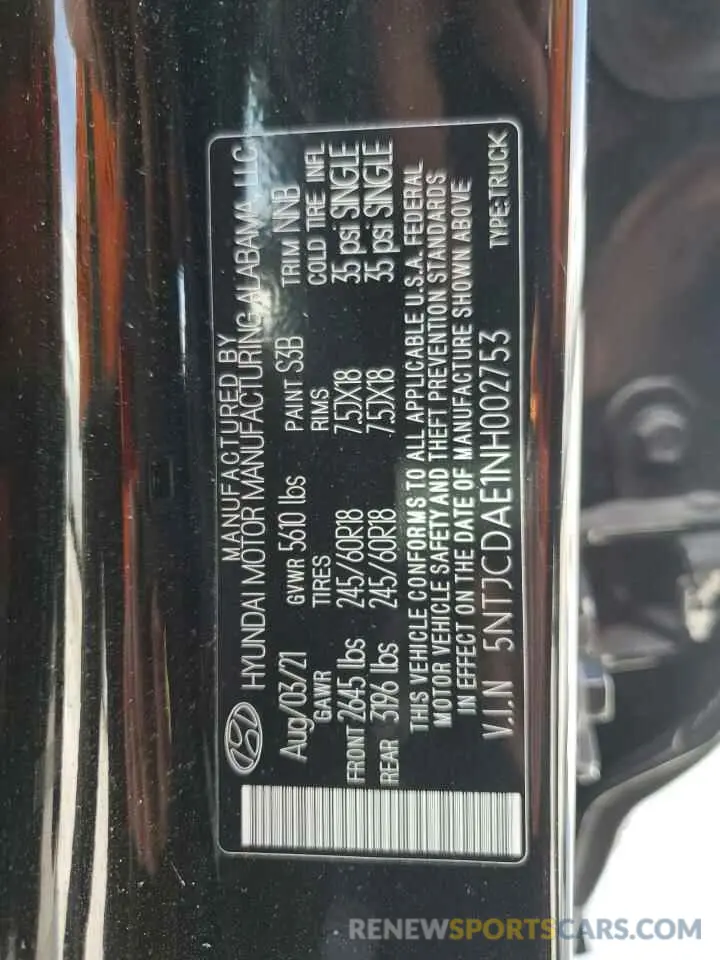 MANUFACTURED BY
HYUNDAI MOTOR MANUFACTURING ALABAMA, LLC
Aug/03/21 GVWR 5610 lbs PAINT S3B TRIM NNB
GAWR TIRES RIMS COLD TIRE INFL
FRONT 2645 lbs 245/60R18 7.5JX18 35 psi SINGLE
REAR 3196 lbs 245/60R18 7.5JX18 35 psi SINGLE
THIS VEHICLE CONFORMS TO ALL APPLICABLE U.S.A. FEDERAL
MOTOR VEHICLE SAFETY AND THEFT PREVENTION STANDARDS
IN EFFECT ON THE DATE OF MANUFACTURE SHOWN ABOVE
V.I.N 5NTJCDAE1NH002753 TYPE:TRUCK
RENEWSPORTSCARS.COM